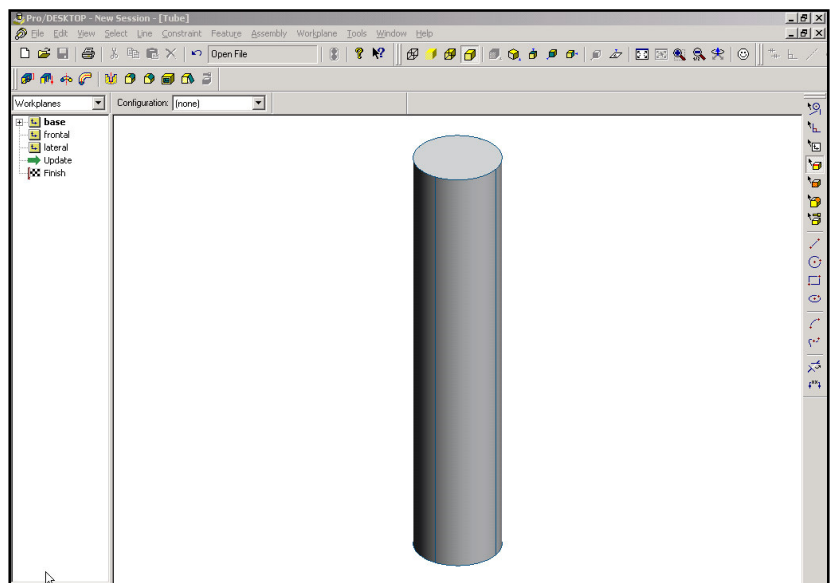 Pro/DESKTOP - New Session - [Tube]
File Edit View Select Line Constraint Feature Assembly Workplane Tools Window Help
Open File
Workplanes Configuration: (none)
base
frontal
lateral
Update
Finish